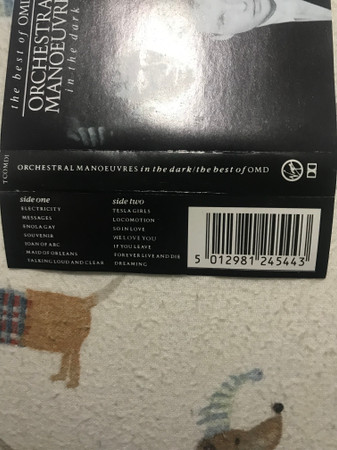 the best of OMD
ORCHESTRAL
MANOEUVRES
in the dark
TCOMD1
ORCHESTRAL MANOEUVRES in the dark/the best of OMD
side one
ELECTRICITY
MESSAGES
ENOLA GAY
SOUVENIR
JOAN OF ARC
MAID OF ORLEANS
TALKING LOUD AND CLEAR
side two
TESLA GIRLS
LOCOMOTION
SO IN LOVE
WE LOVE YOU
IF YOU LEAVE
FOREVER LIVE AND DIE
DREAMING
5 012981 245443